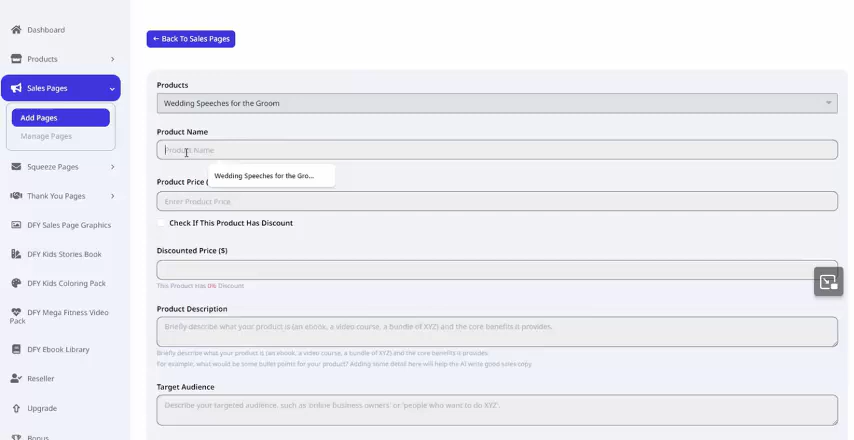 Dashboard
Products
Sales Pages
Add Pages
Manage Pages
Squeeze Pages
Thank You Pages
DFY Sales Page Graphics
DFY Kids Stories Book
DFY Kids Coloring Pack
DFY Mega Fitness Video
Pack
DFY Ebook Library
Reseller
Upgrade
Bonus
← Back To Sales Pages
Products
Wedding Speeches for the Groom
Product Name
Product Name
Wedding Speeches for the Gro...
Product Price (
Enter Product Price
Check If This Product Has Discount
Discounted Price ($)
This Product Has 0% Discount
Product Description
Briefly describe what your product is (an ebook, a video course, a bundle of XYZ) and the core benefits is provides.
Briefly describe what your product is (an ebook, a video course, a bundle of XYZ) and the core benefits is provides.
For example, what would be some bullet points for your product? Adding some detail here will help the AI write good sales copy
Target Audience
Describe your targeted audience, such as 'online business owners' or 'people who want to do XYZ'.